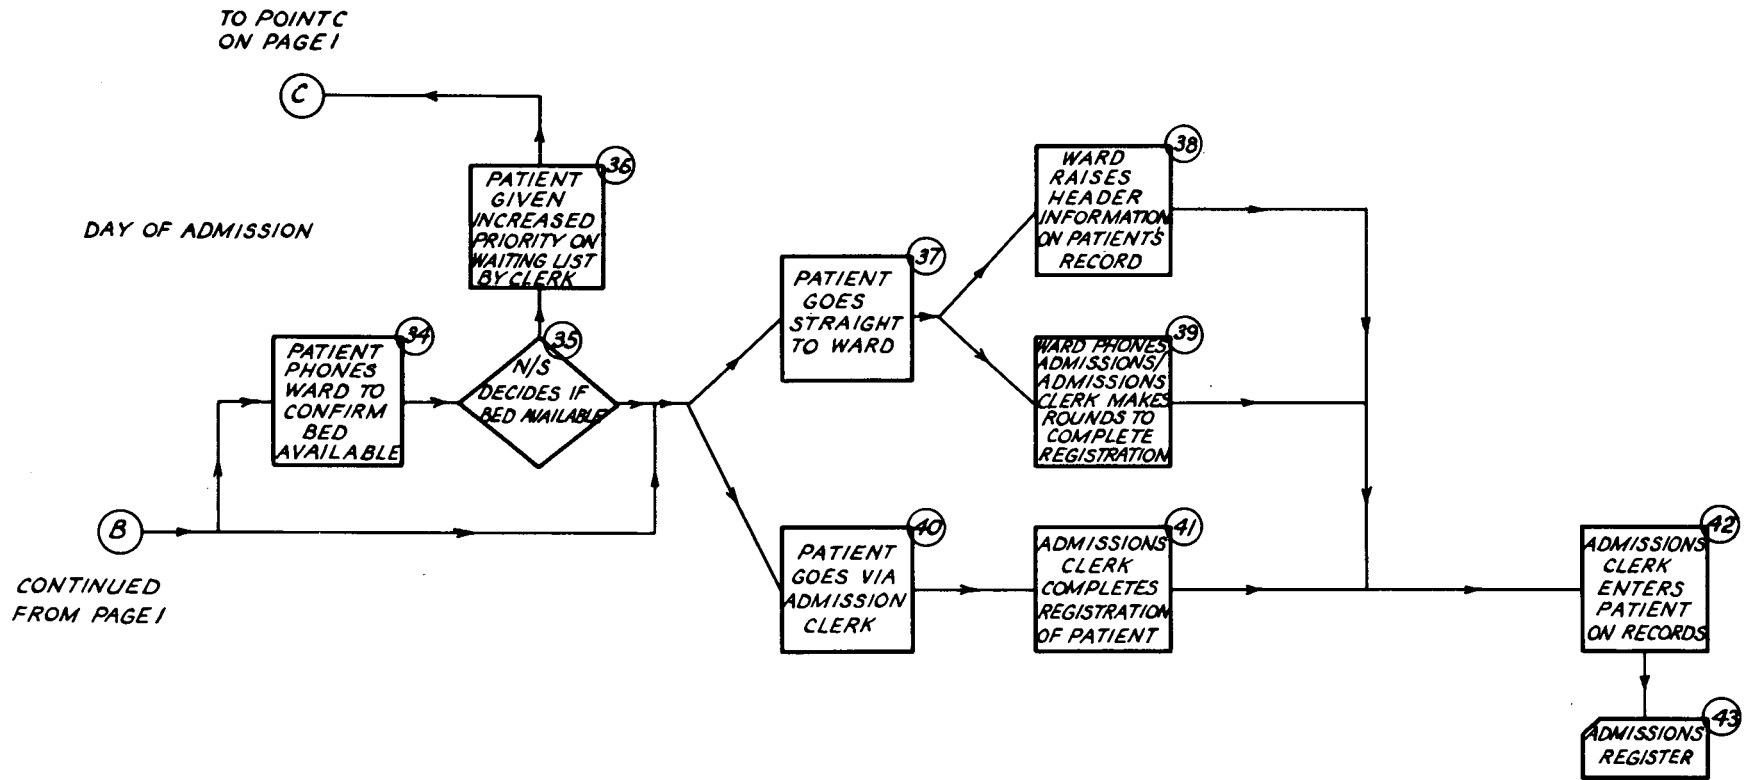 TO POINT C
ON PAGE 1
C
36
PATIENT
GIVEN
INCREASED
PRIORITY ON
WAITING LIST
BY CLERK
DAY OF ADMISSION
34
PATIENT
PHONES
WARD TO
CONFIRM
BED
AVAILABLE
35
N/S
DECIDES IF
BED AVAILABLE
B
CONTINUED
FROM PAGE 1
37
PATIENT
GOES
STRAIGHT
TO WARD
38
WARD
RAISES
HEADER
INFORMATION
ON PATIENT'S
RECORD
39
WARD PHONES
ADMISSIONS/
ADMISSIONS
CLERK MAKES
ROUNDS TO
COMPLETE
REGISTRATION
40
PATIENT
GOES VIA
ADMISSION
CLERK
41
ADMISSIONS
CLERK
COMPLETES
REGISTRATION
OF PATIENT
42
ADMISSIONS
CLERK
ENTERS
PATIENT
ON RECORDS
43
ADMISSIONS
REGISTER